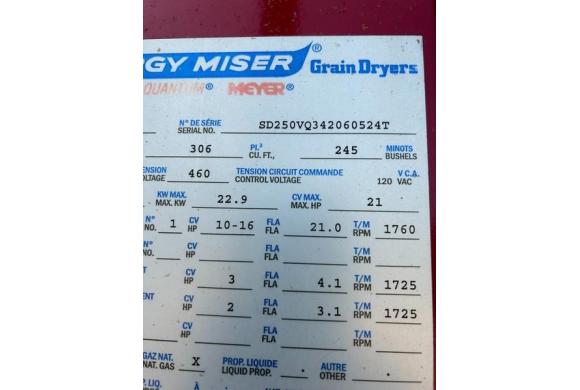 RGY MISER® Grain Dryers
QUANTUM® MEYER®
N° DE SÉRIE
SERIAL NO. SD250VQ342060524T
306 PI.³ CU. FT., 245 MINOTS BUSHELS
TENSION VOLTAGE 460 TENSION CIRCUIT COMMANDE CONTROL VOLTAGE 120 V C.A. VAC
KW MAX. MAX. KW 22.9 CV MAX. MAX. HP 21
N° NO. 1 CV HP 10-16 FLA FLA 21.0 T/M RPM 1760
N° NO. CV HP FLA FLA T/M RPM
T CV HP 3 FLA FLA 4.1 T/M RPM 1725
ENT CV HP 2 FLA FLA 3.1 T/M RPM 1725
CV HP FLA FLA T/M RPM
GAZ NAT. NAT. GAS X PROP. LIQUIDE LIQUID PROP. AUTRE OTHER
P. LIQ. À